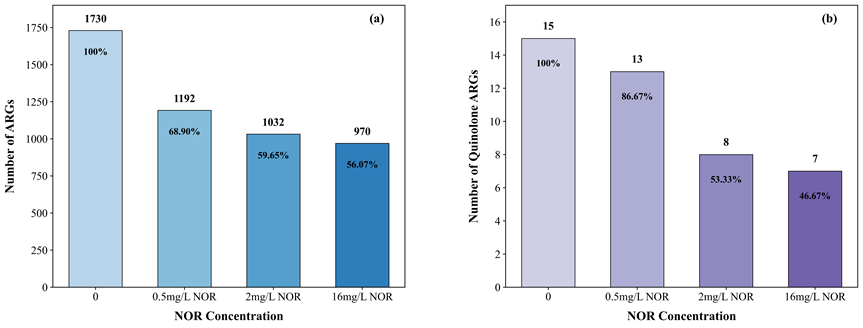 (a)
Number of ARGs
1750
1500
1250
1000
750
500
250
0
1730
100%
1192
68.90%
1032
59.65%
970
56.07%
0
0.5mg/L NOR
2mg/L NOR
16mg/L NOR
NOR Concentration
(b)
Number of Quinolone ARGs
16
14
12
10
8
6
4
2
0
15
100%
13
86.67%
8
53.33%
7
46.67%
0
0.5mg/L NOR
2mg/L NOR
16mg/L NOR
NOR Concentration